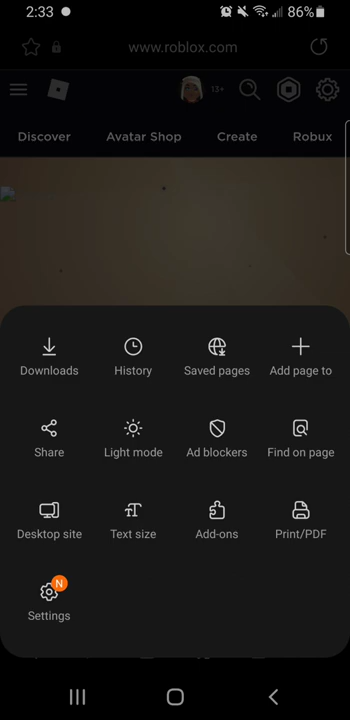 2:33
86%
www.roblox.com
13+
Discover Avatar Shop Create Robux
Downloads History Saved pages Add page to
Share Light mode Ad blockers Find on page
Desktop site Text size Add-ons Print/PDF
N
Settings